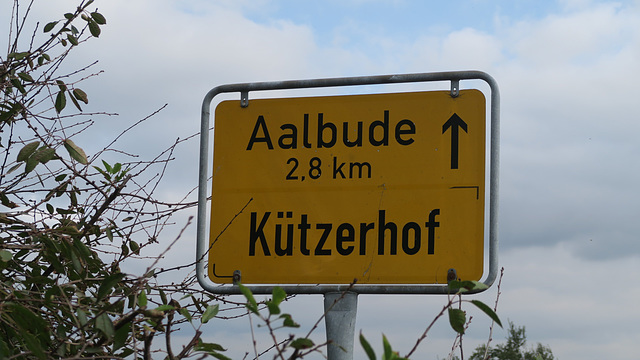 Aalbude
2,8 km
Kützerhof